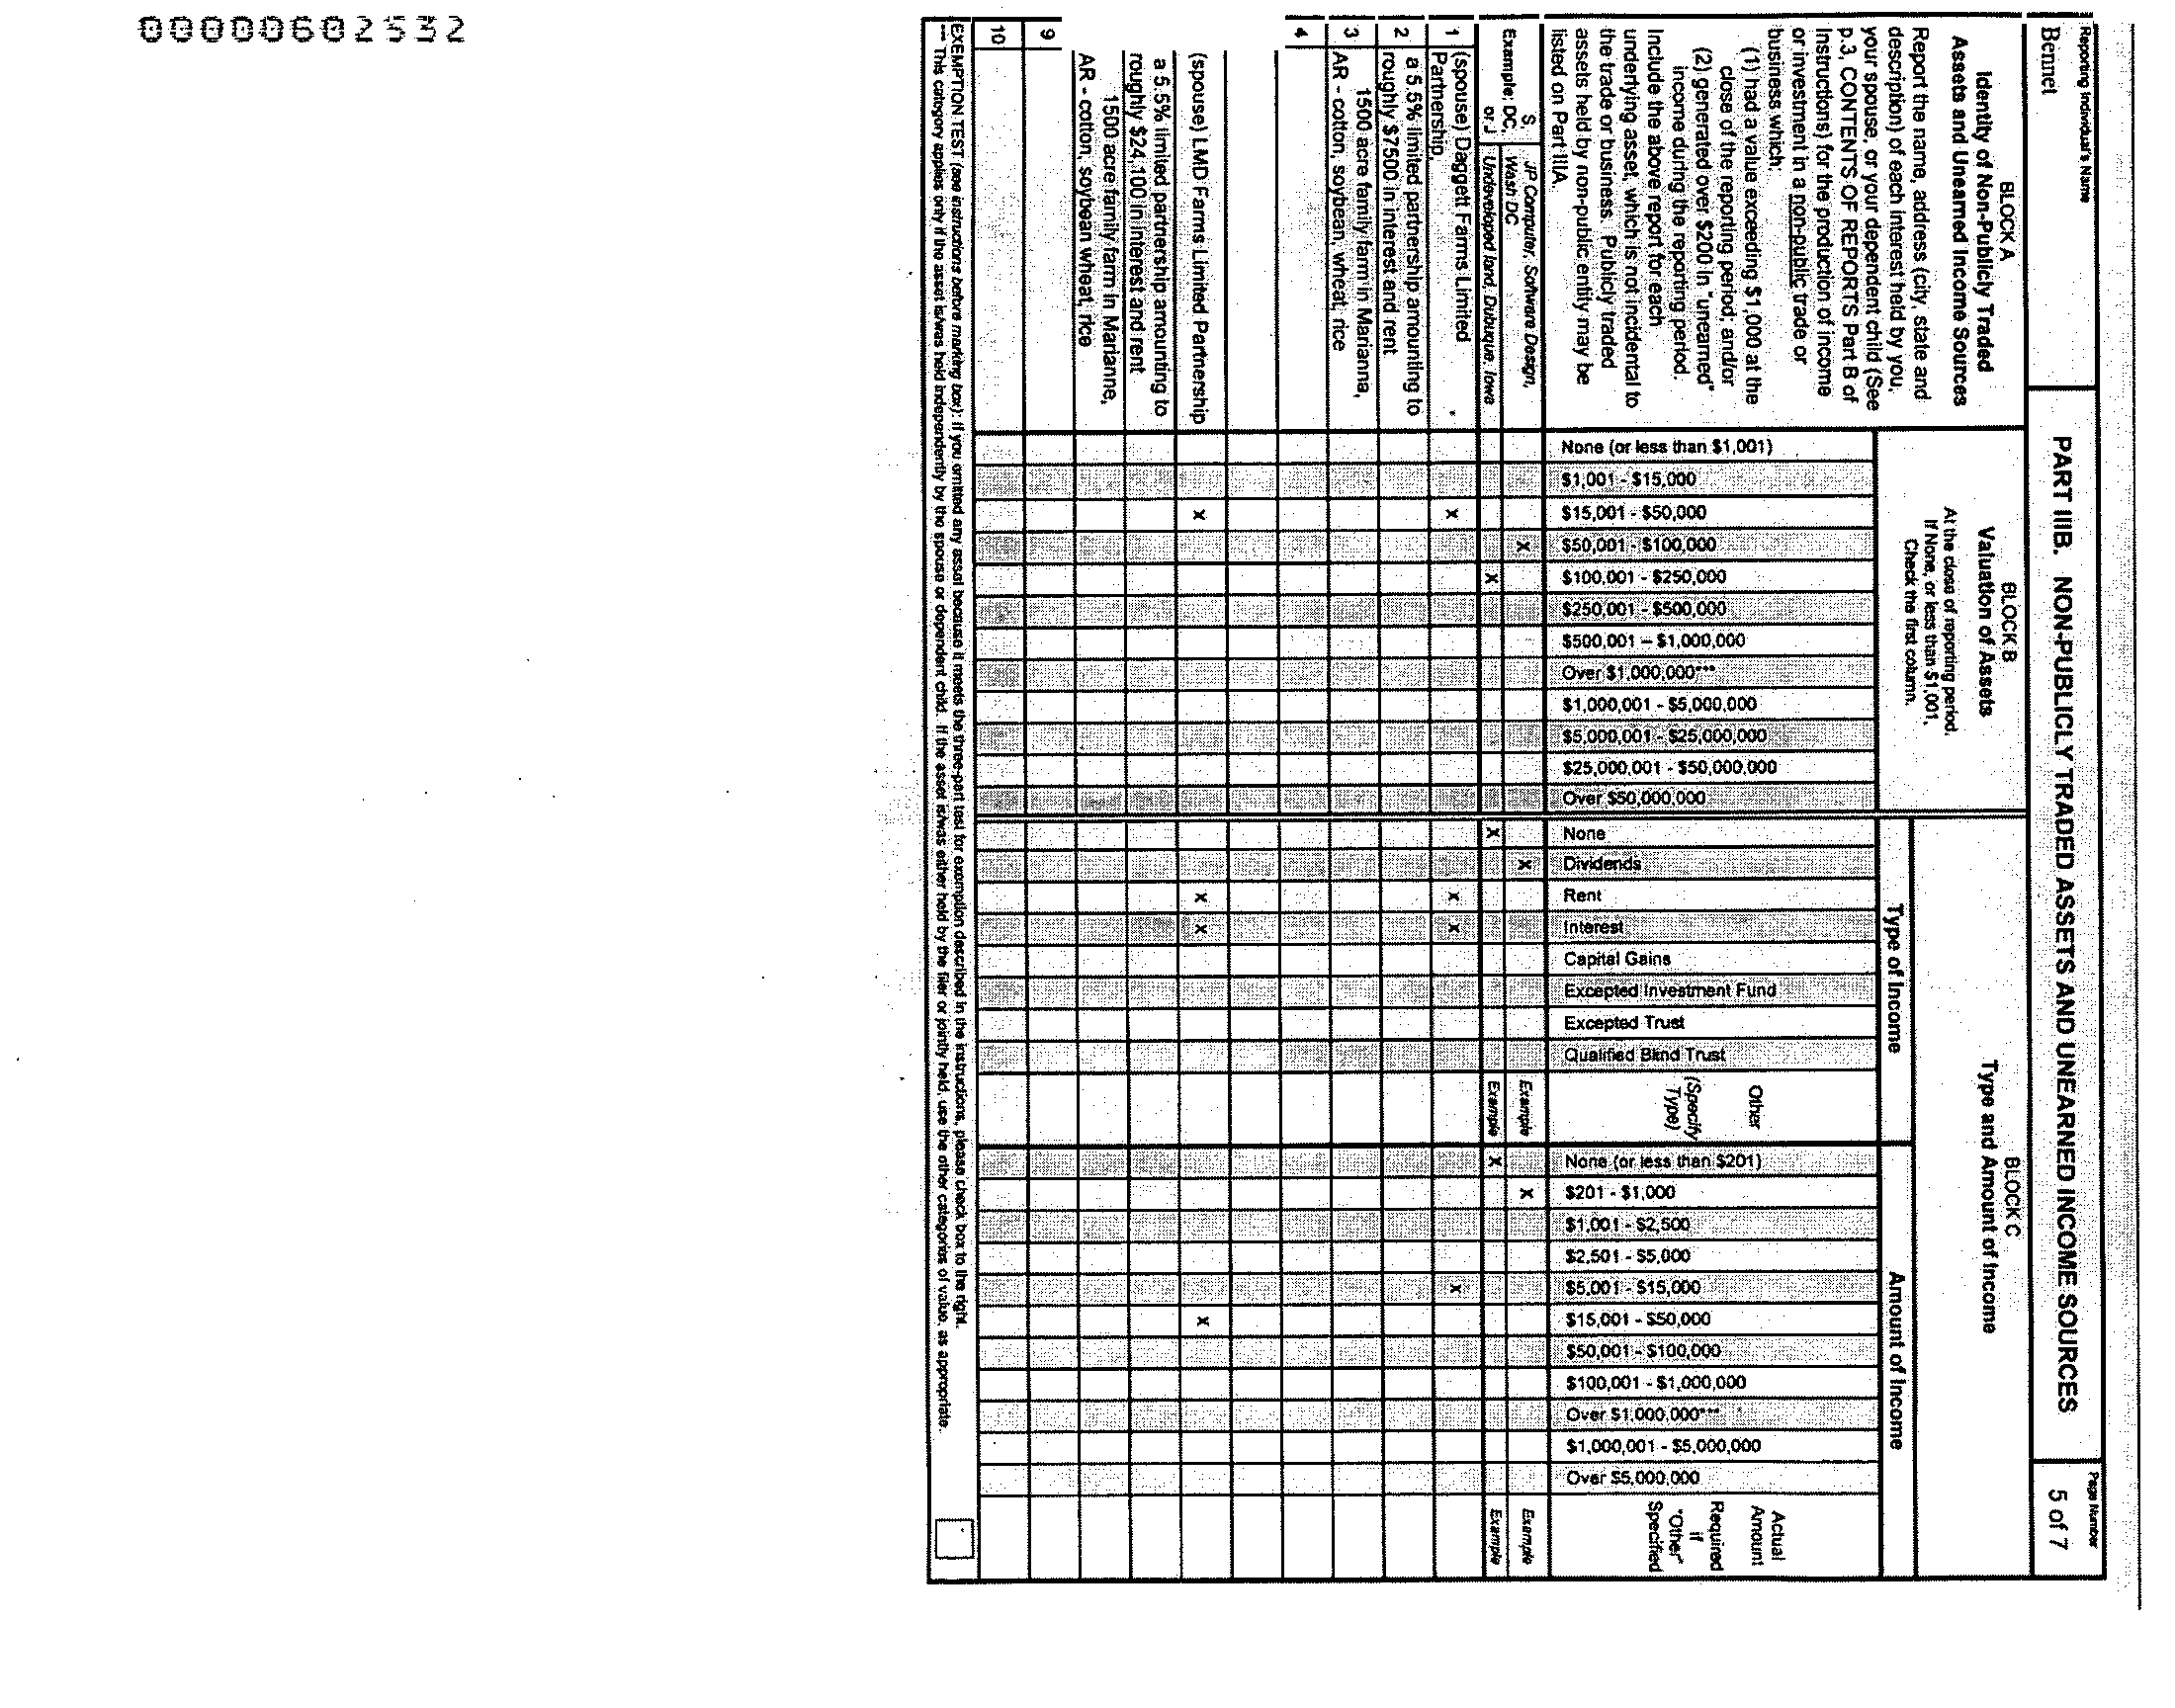 00000602532
Reporting Individual's Name
Bennet
PART IIIB. NON-PUBLICLY TRADED ASSETS AND UNEARNED INCOME SOURCES
Page Number
5 of 7
BLOCK A
Identity of Non-Publicly Traded
Assets and Unearned Income Sources
Report the name, address (city, state and
description) of each interest held by you,
your spouse, or your dependent child (See
p.3, CONTENTS OF REPORTS Part B of
Instructions) for the production of income
or investment in a non-public trade or
business which:
(1) had a value exceeding $1,000 at the
close of the reporting period; and/or
(2) generated over $200 in "unearned"
income during the reporting period.
Include the above report for each
underlying asset, which is not incidental to
the trade or business. Publicly traded
assets held by non-public entity may be
listed on Part IIIA.
BLOCK B
Valuation of Assets
At the close of reporting period.
If None, or less than $1,001,
Check the first column.
None (or less than $1,001)
$1,001 - $15,000
$15,001 - $50,000
$50,001 - $100,000
$100,001 - $250,000
$250,001 - $500,000
$500,001 – $1,000,000
Over $1,000,000***
$1,000,001 - $5,000,000
$5,000,001 - $25,000,000
$25,000,001 - $50,000,000
Over $50,000,000
BLOCK C
Type and Amount of Income
Type of Income
None
Dividends
Rent
Interest
Capital Gains
Excepted Investment Fund
Excepted Trust
Qualified Blind Trust
Other
(Specify
Type)
Amount of Income
None (or less than $201)
$201 - $1,000
$1,001 - $2,500
$2,501 - $5,000
$5,001 - $15,000
$15,001 - $50,000
$50,001 - $100,000
$100,001 - $1,000,000
Over $1,000,000***
$1,000,001 - $5,000,000
Over $5,000,000
Actual
Amount
Required
if
"Other"
Specified
S,
Example: DC,
or J
JP Computer, Software Design,
Wash DC
X X Example X Example
Undeveloped land, Dubuque, Iowa
X X Example X Example
1 (spouse) Daggett Farms Limited
Partnership,
X X X X
2 a 5.5% limited partnership amounting to
roughly $7500 in interest and rent
3 1500 acre family farm in Marianna,
AR - cotton, soybean, wheat, rice
4
(spouse) LMD Farms Limited Partnership
X X X X
a 5.5% limited partnership amounting to
roughly $24,100 in interest and rent
1500 acre family farm in Marianne,
AR - cotton, soybean wheat, rice
9
10
EXEMPTION TEST (see instructions before marking box): If you omitted any asset because it meets the three-part test for exemption described in the instructions, please check box to the right.
*** This category applies only if the asset is/was held independently by the spouse or dependent child. If the asset is/was either held by the filer or jointly held, use the other categories of value, as appropriate.